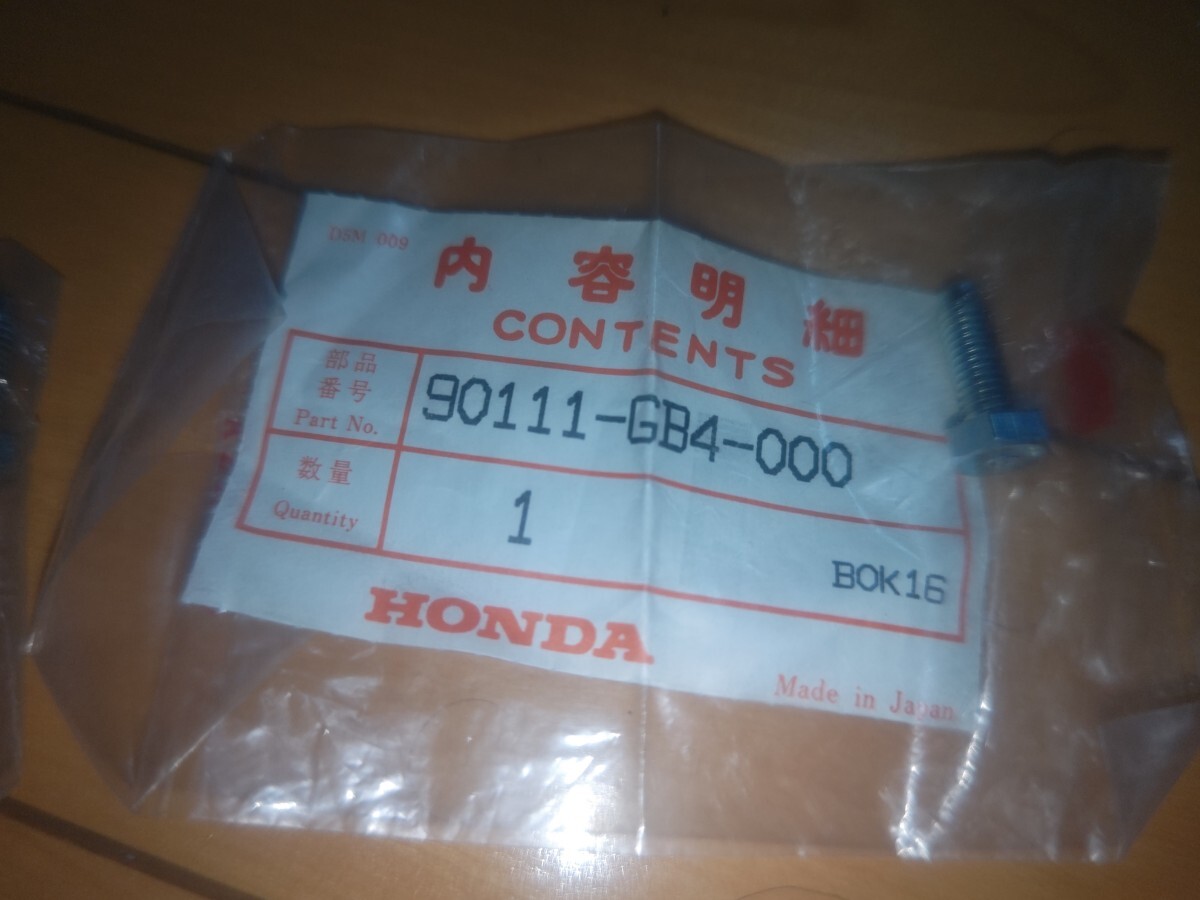 DSM 009
内容明細
CONTENTS
部品
番号
Part No.
90111-GB4-000
数量
Quantity
1
BOK16
HONDA
Made in Japan